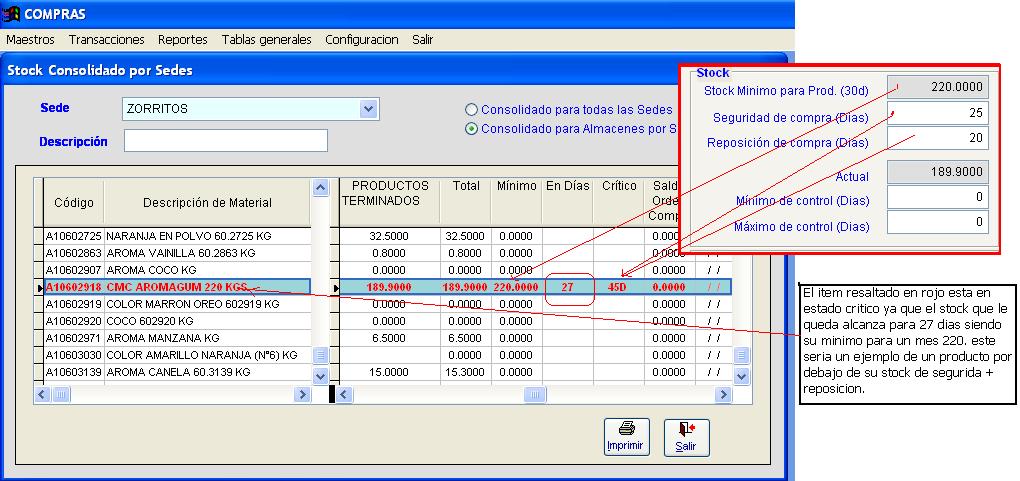 COMPRAS
Maestros Transacciones Reportes Tablas generales Configuracion Salir
Stock Consolidado por Sedes
Sede ZORRITOS
Consolidado para todas las Sedes
Consolidado para Almacenes por S
Descripción
Stock
Stock Minimo para Prod. (30d) 220.0000
Seguridad de compra (Dias) 25
Reposición de compra (Dias) 20
Actual 189.9000
Mínimo de control (Dias) 0
Máximo de control (Dias) 0
Código Descripción de Material PRODUCTOS TERMINADOS Total Mínimo En Días Crítico Sald Orde Comp
A10602725 NARANJA EN POLVO 60.2725 KG 32.5000 32.5000 0.0000 0.000 / /
A10602863 AROMA VAINILLA 60.2863 KG 0.8000 0.8000 0.0000 0.0000 / /
A10602907 AROMA COCO KG 0.0000 0.0000 0.0000 0.0000 / /
A10602918 CMC AROMAGUM 220 KGS 189.9000 189.9000 220.0000 27 45D 0.0000 / /
A10602919 COLOR MARRON OREO 602919 KG 0.0000 0.0000 0.0000 0.0000 / /
A10602920 COCO 602920 KG 0.0000 0.0000 0.0000 0.0000 / /
A10602971 AROMA MANZANA KG 6.5000 6.5000 0.0000 0.0000 / /
A10603030 COLOR AMARILLO NARANJA (Nº6) KG 0.0000 0.0000 0.0000 / /
A10603139 AROMA CANELA 60.3139 KG 15.0000 15.3000 0.0000 0.0000 / /
El item resaltado en rojo esta en
estado critico ya que el stock que le
queda alcanza para 27 dias siendo
su minimo para un mes 220. este
seria un ejemplo de un producto por
debajo de su stock de segurida +
reposicion.
Imprimir Salir